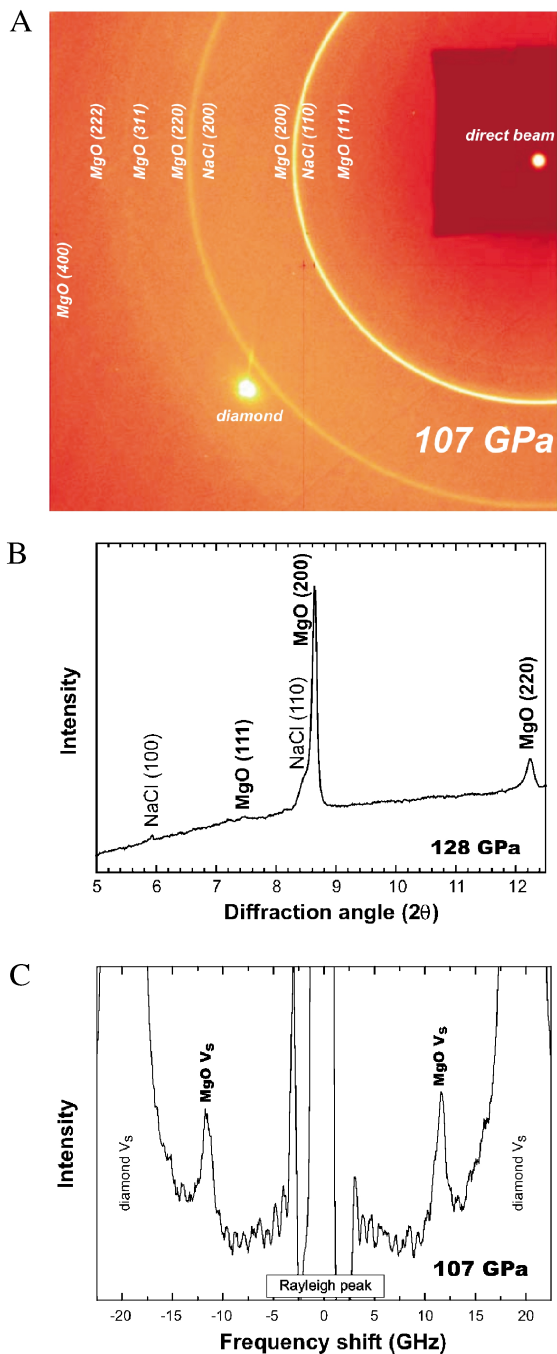 A
MgO (222)
MgO (311)
MgO (220)
NaCl (200)
MgO (200)
NaCl (110)
MgO (111)
direct beam
MgO (400)
diamond
107 GPa
B
Intensity
NaCl (100)
MgO (111)
NaCl (110)
MgO (200)
MgO (220)
128 GPa
5 6 7 8 9 10 11 12
Diffraction angle (2θ)
C
Intensity
diamond VS
MgO VS
MgO VS
diamond VS
Rayleigh peak
107 GPa
-20 -15 -10 -5 0 5 10 15 20
Frequency shift (GHz)